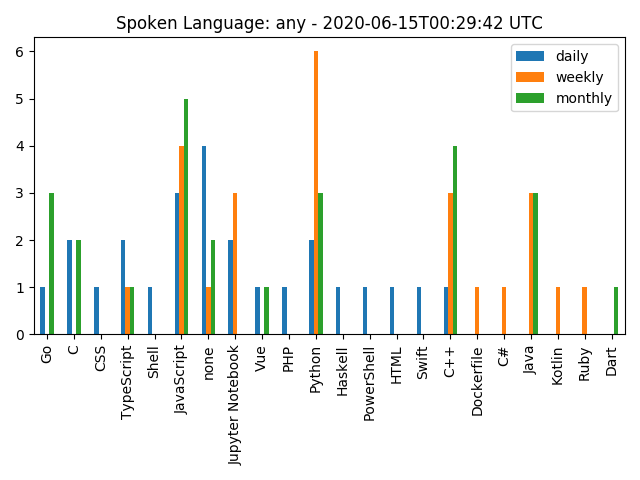 Spoken Language: any - 2020-06-15T00:29:42 UTC
daily
weekly
monthly
6
5
4
3
2
1
0
Go
C
CSS
TypeScript
Shell
JavaScript
none
Jupyter Notebook
Vue
PHP
Python
Haskell
PowerShell
HTML
Swift
C++
Dockerfile
C#
Java
Kotlin
Ruby
Dart